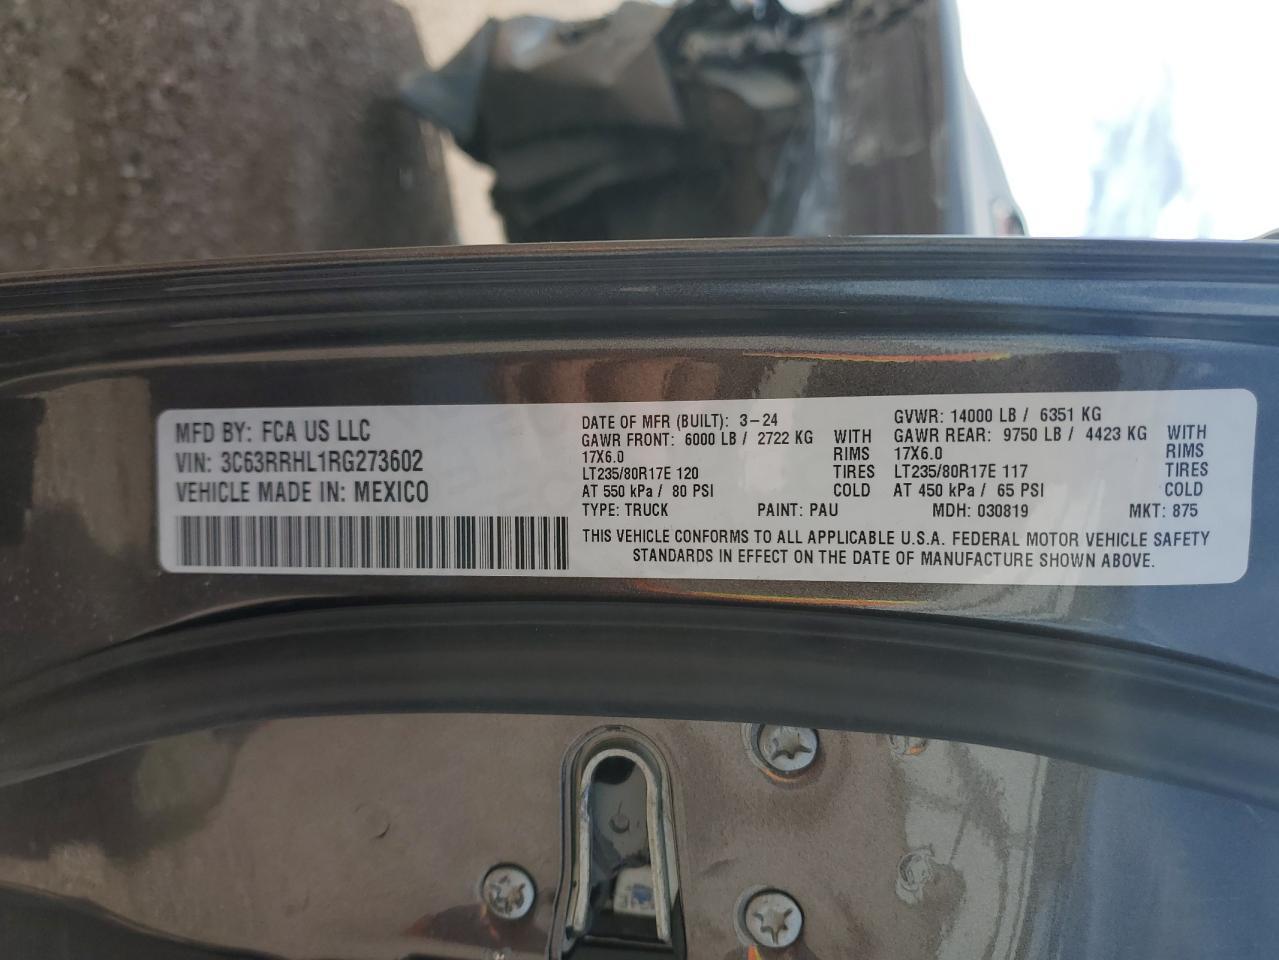 MFD BY: FCA US LLC
VIN: 3C63RRHL1RG273602
VEHICLE MADE IN: MEXICO
DATE OF MFR (BUILT): 3-24
GAWR FRONT: 6000 LB / 2722 KG WITH
17X6.0 RIMS
LT235/80R17E 120 TIRES
AT 550 kPa / 80 PSI COLD
GVWR: 14000 LB / 6351 KG
GAWR REAR: 9750 LB / 4423 KG WITH
17X6.0 RIMS
LT235/80R17E 117 TIRES
AT 450 kPa / 65 PSI COLD
TYPE: TRUCK PAINT: PAU MDH: 030819 MKT: 875
THIS VEHICLE CONFORMS TO ALL APPLICABLE U.S.A. FEDERAL MOTOR VEHICLE SAFETY
STANDARDS IN EFFECT ON THE DATE OF MANUFACTURE SHOWN ABOVE.